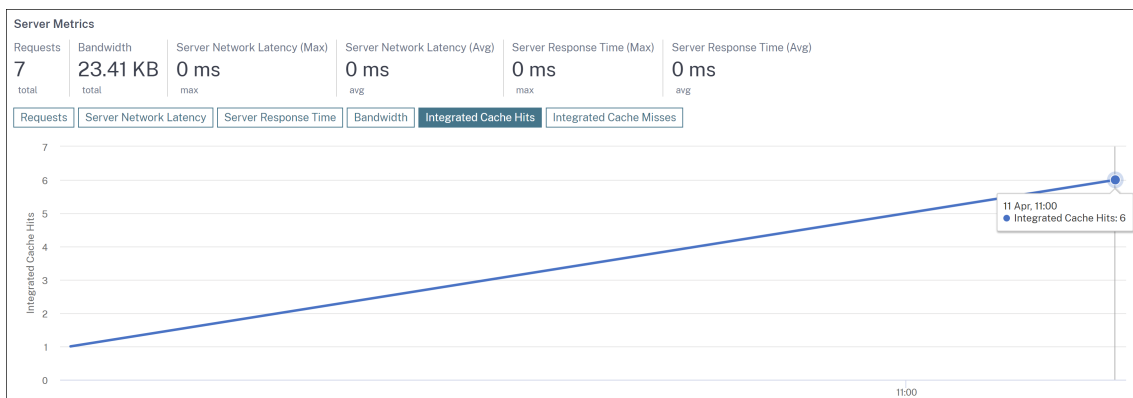 Server Metrics
Requests Bandwidth Server Network Latency (Max) Server Network Latency (Avg) Server Response Time (Max) Server Response Time (Avg)
7 23.41 KB 0 ms 0 ms 0 ms 0 ms
total total max avg max avg
Requests Server Network Latency Server Response Time Bandwidth Integrated Cache Hits Integrated Cache Misses
7
6
5
4
3
2
1
0
Integrated Cache Hits
11 Apr, 11:00
Integrated Cache Hits: 6
11:00